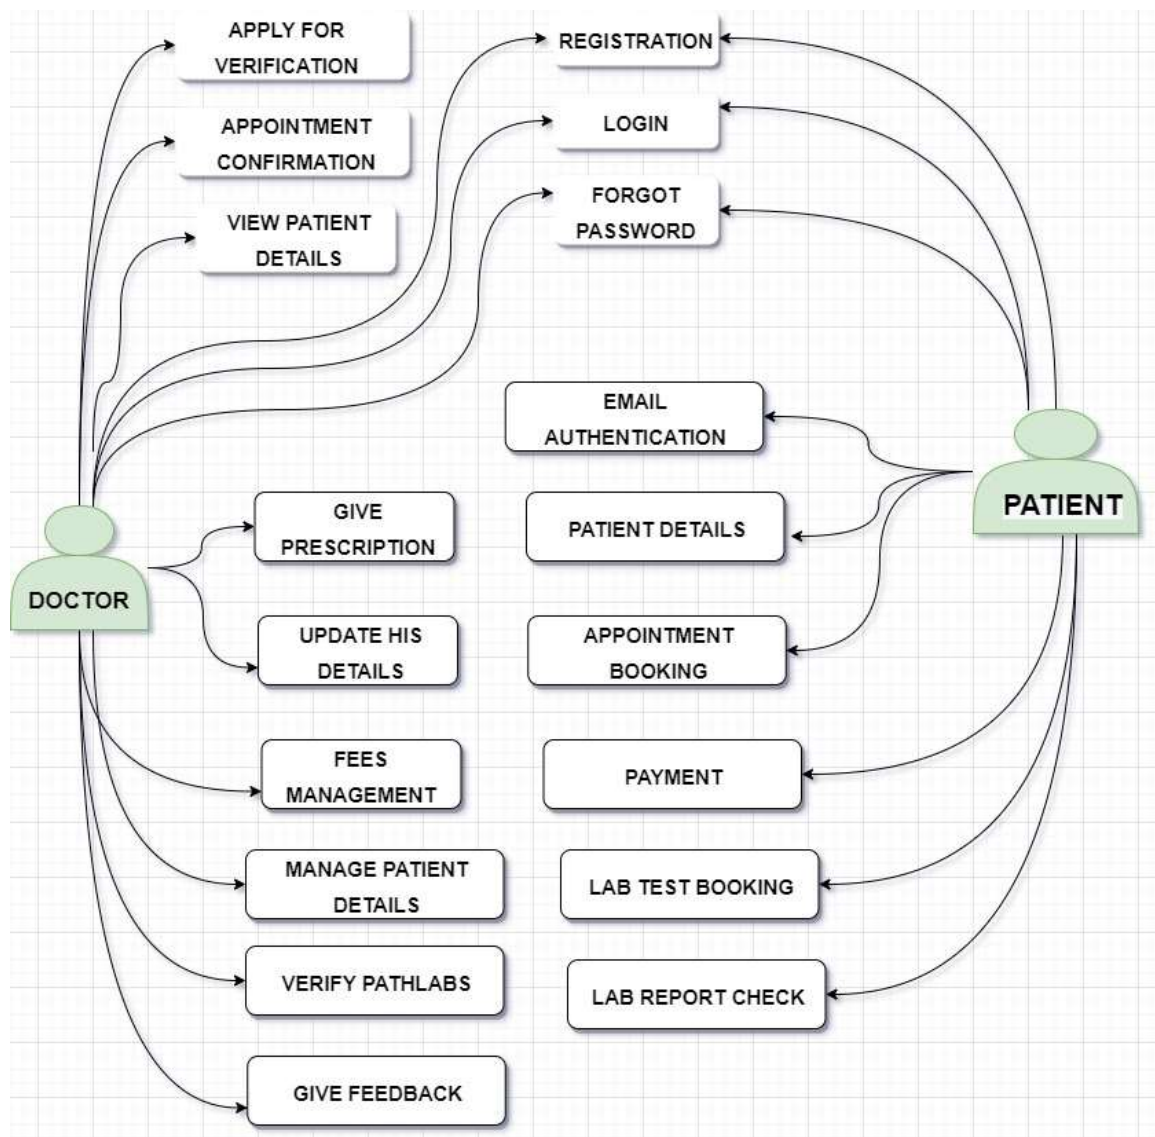 APPLY FOR
VERIFICATION
REGISTRATION
APPOINTMENT
CONFIRMATION
LOGIN
VIEW PATIENT
DETAILS
FORGOT
PASSWORD
EMAIL
AUTHENTICATION
PATIENT
GIVE
PRESCRIPTION
PATIENT DETAILS
DOCTOR
UPDATE HIS
DETAILS
APPOINTMENT
BOOKING
FEES
MANAGEMENT
PAYMENT
MANAGE PATIENT
DETAILS
LAB TEST BOOKING
VERIFY PATHLABS
LAB REPORT CHECK
GIVE FEEDBACK